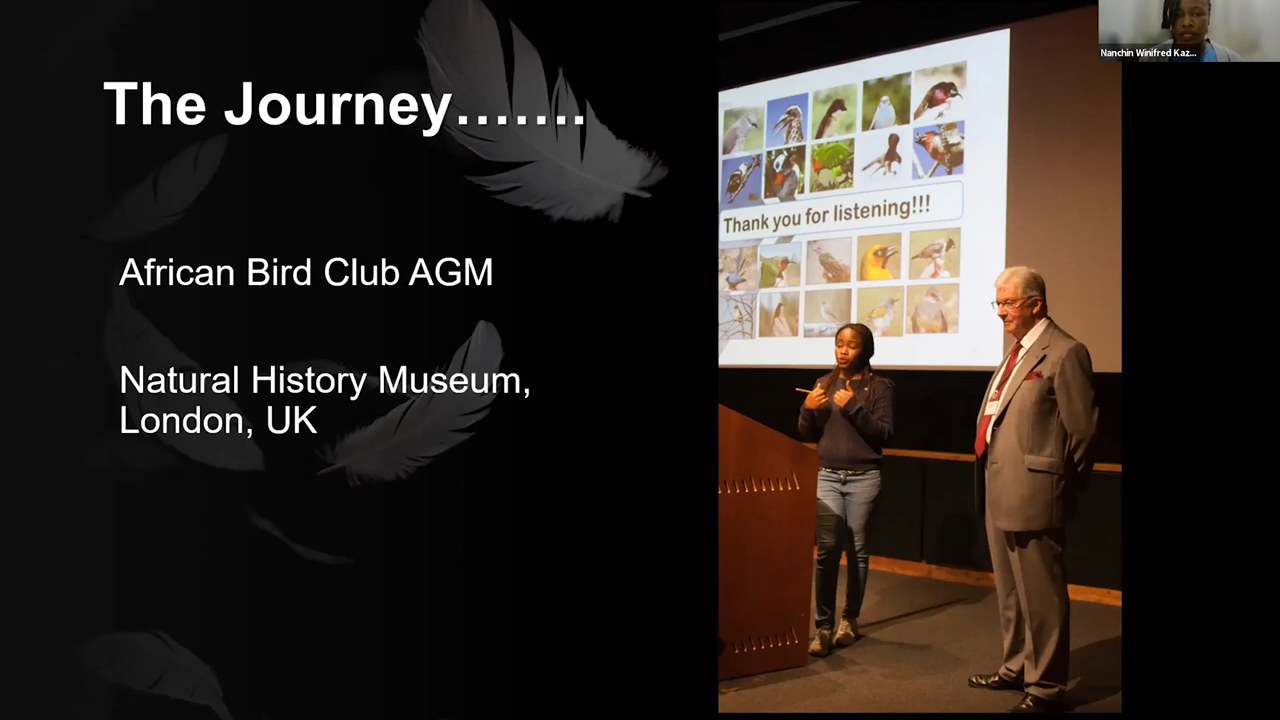 The Journey…….
African Bird Club AGM
Natural History Museum,
London, UK
Thank you for listening!!!
Nanchin Winifred Kaz...